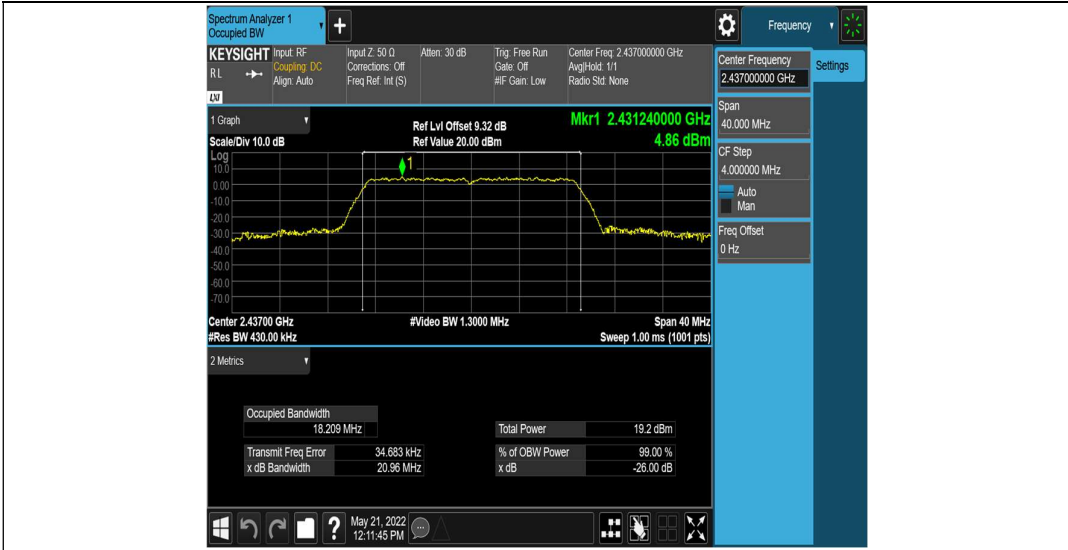 Spectrum Analyzer 1
Occupied BW
+
Frequency
KEYSIGHT
RL
LXI
Input: RF
Coupling: DC
Align: Auto
Input Z: 50 Ω
Corrections: Off
Freq Ref: Int (S)
Atten: 30 dB
Trig: Free Run
Gate: Off
#IF Gain: Low
Center Freq: 2.437000000 GHz
Avg|Hold: 1/1
Radio Std: None
Center Frequency
2.437000000 GHz
Settings
Span
40.000 MHz
CF Step
4.000000 MHz
Auto
Man
Freq Offset
0 Hz
1 Graph
Scale/Div 10.0 dB
Ref Lvl Offset 9.32 dB
Ref Value 20.00 dBm
Mkr1 2.431240000 GHz
4.86 dBm
Log
10.0
0.00
-10.0
-20.0
-30.0
-40.0
-50.0
-60.0
-70.0
1
Center 2.43700 GHz
#Video BW 1.3000 MHz
Span 40 MHz
#Res BW 430.00 kHz
Sweep 1.00 ms (1001 pts)
2 Metrics
Occupied Bandwidth
18.209 MHz
Total Power 19.2 dBm
Transmit Freq Error 34.683 kHz
% of OBW Power 99.00 %
x dB Bandwidth 20.96 MHz
x dB -26.00 dB
?
May 21, 2022
12:11:45 PM